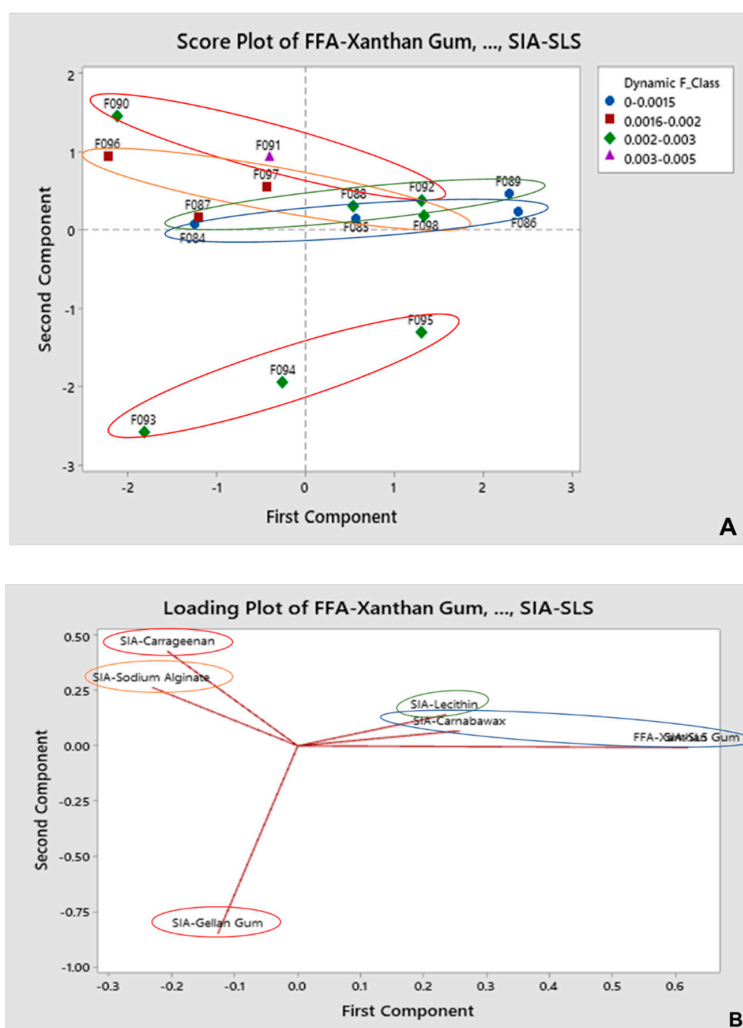 Score Plot of FFA-Xanthan Gum, ..., SIA-SLS
Dynamic F_Class
0-0.0015
0.0016-0.002
0.002-0.003
0.003-0.005
2
1
0
-1
-2
-3
Second Component
F090
F096
F091
F097
F087
F084
F088
F085
F092
F098
F089
F086
F095
F094
F093
-2
-1
0
1
2
3
First Component
A
Loading Plot of FFA-Xanthan Gum, ..., SIA-SLS
0.50
0.25
0.00
-0.25
-0.50
-0.75
-1.00
Second Component
SIA-Carrageenan
SIA-Sodium Alginate
SIA-Lecithin
SIA-Carnabawax
FFA-Xanthan Gum
SIA-SLS
SIA-Gellan Gum
-0.3
-0.2
-0.1
0.0
0.1
0.2
0.3
0.4
0.5
0.6
First Component
B